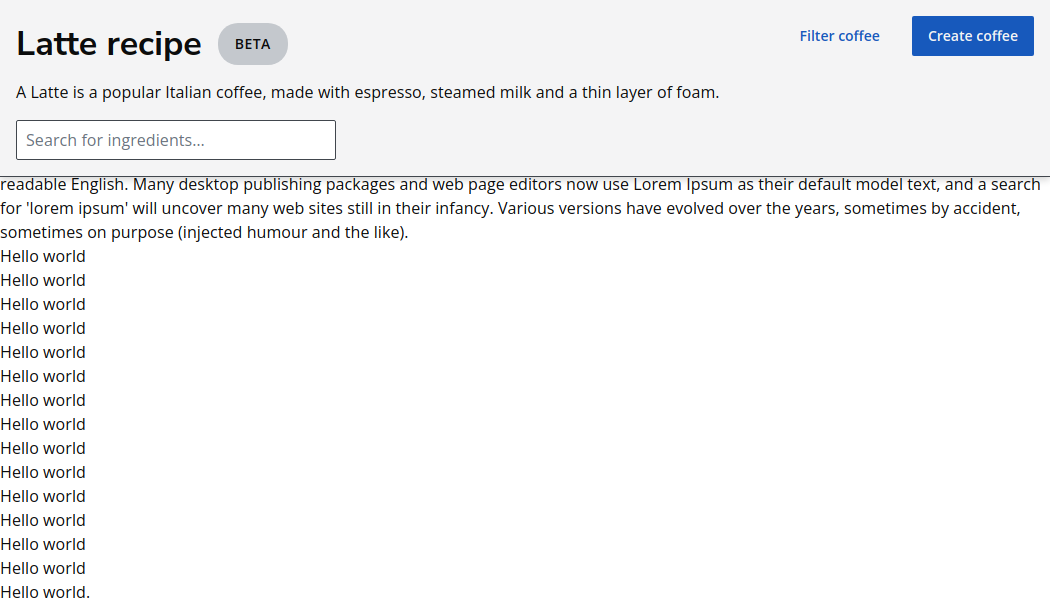 Latte recipe BETA Filter coffee Create coffee
A Latte is a popular Italian coffee, made with espresso, steamed milk and a thin layer of foam.
Search for ingredients...
readable English. Many desktop publishing packages and web page editors now use Lorem Ipsum as their default model text, and a search
for 'lorem ipsum' will uncover many web sites still in their infancy. Various versions have evolved over the years, sometimes by accident,
sometimes on purpose (injected humour and the like).
Hello world
Hello world
Hello world
Hello world
Hello world
Hello world
Hello world
Hello world
Hello world
Hello world
Hello world
Hello world
Hello world
Hello world
Hello world.